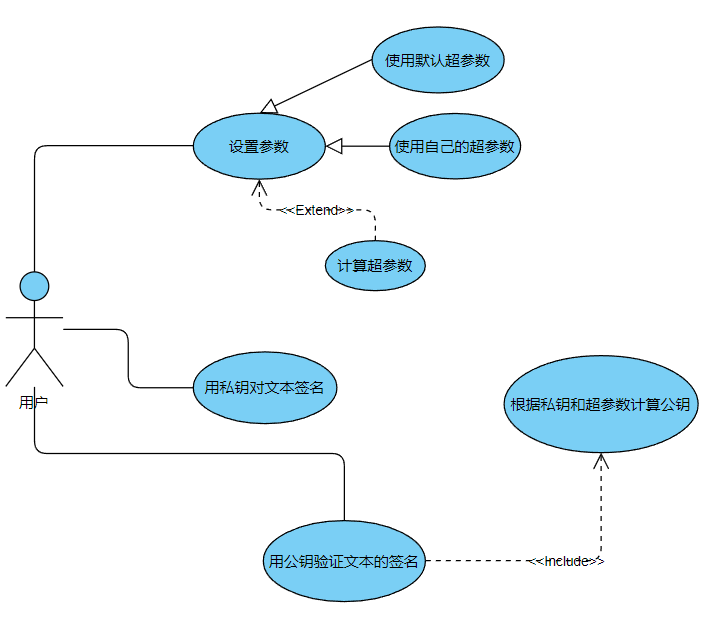 使用默认超参数
设置参数
使用自己的超参数
<<Extend>>
计算超参数
用户
用私钥对文本签名
根据私钥和超参数计算公钥
用公钥验证文本的签名
<<Include>>